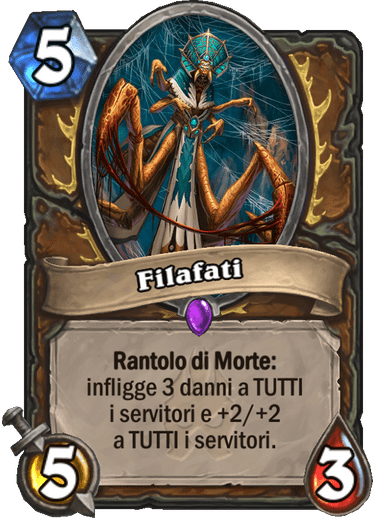 5
Filafati
Rantolo di Morte:
infligge 3 danni a TUTTI
i servitori e +2/+2
a TUTTI i servitori.
5
3